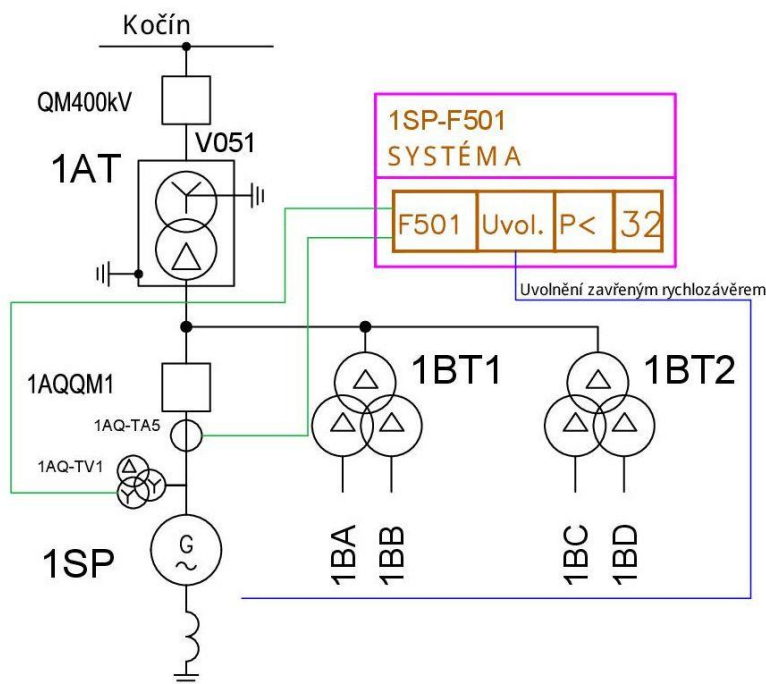 Kočín
QM400kV
V051
1AT
1SP-F501
SYSTÉMA
F501 Uvol. P< 32
Uvolnění zavřeným rychlozávěrem
1AQQM1
1BT1
1BT2
1AQ-TA5
1AQ-TV1
1SP
G
1BA
1BB
1BC
1BD